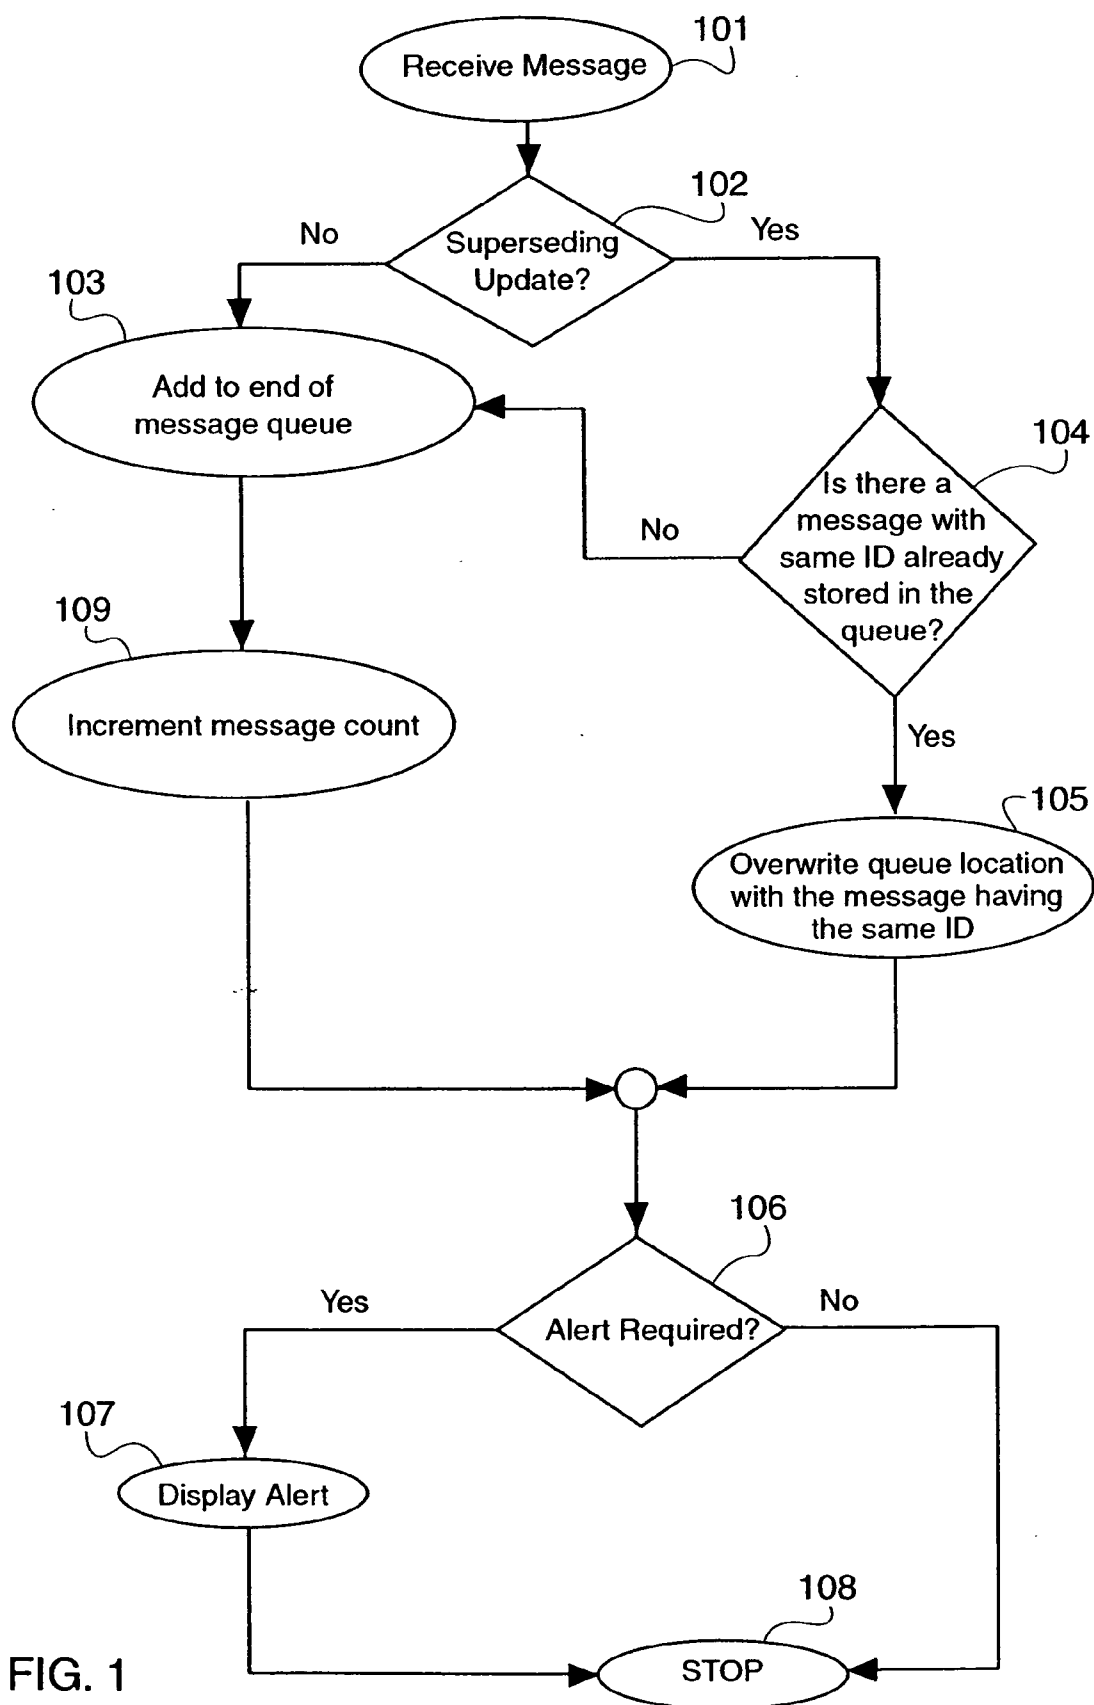 101
Receive Message
102
No
Yes
Superseding
Update?
103
Add to end of
message queue
104
Is there a
message with
same ID already
stored in the
queue?
No
109
Increment message count
Yes
105
Overwrite queue location
with the message having
the same ID
106
Yes
No
Alert Required?
107
Display Alert
108
STOP
FIG. 1